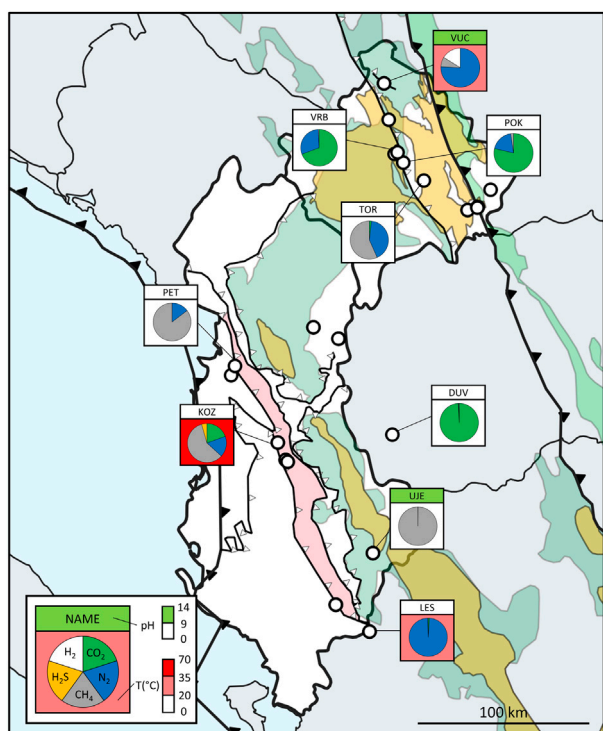 VUC
VRB
POK
TOR
PET
DUV
KOZ
UJE
LES
NAME
pH
14
9
0
H₂
CO₂
H₂S
N₂
CH₄
T(°C)
70
35
20
0
100 km